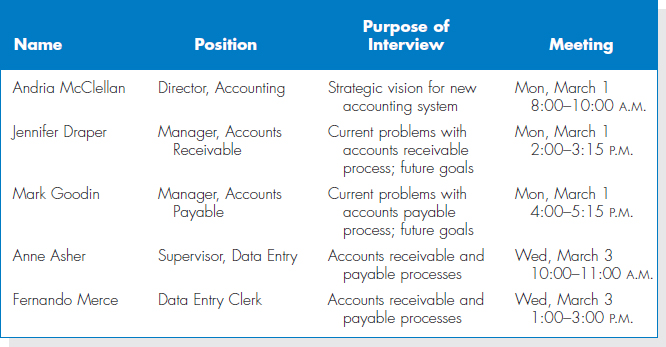 Name Position Purpose of Interview Meeting
Andria McClellan Director, Accounting Strategic vision for new Mon, March 1
accounting system 8:00–10:00 A.M.
Jennifer Draper Manager, Accounts Current problems with Mon, March 1
Receivable accounts receivable 2:00–3:15 P.M.
process; future goals
Mark Goodin Manager, Accounts Current problems with Mon, March 1
Payable accounts payable 4:00–5:15 P.M.
process; future goals
Anne Asher Supervisor, Data Entry Accounts receivable and Wed, March 3
payable processes 10:00–11:00 A.M.
Fernando Merce Data Entry Clerk Accounts receivable and Wed, March 3
payable processes 1:00–3:00 P.M.